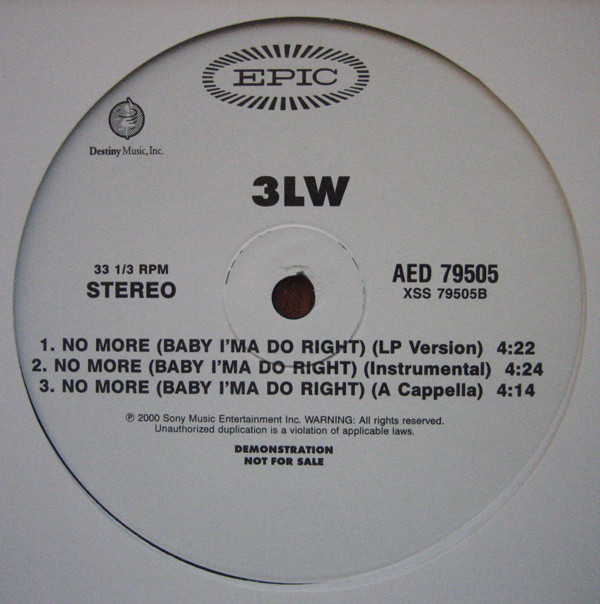 EPIC
Destiny Music, Inc.
3LW
33 1/3 RPM
STEREO
AED 79505
XSS 79505B
1. NO MORE (BABY I'MA DO RIGHT) (LP Version) 4:22
2. NO MORE (BABY I'MA DO RIGHT) (Instrumental) 4:24
3. NO MORE (BABY I'MA DO RIGHT) (A Cappella) 4:14
℗ 2000 Sony Music Entertainment Inc. WARNING: All rights reserved.
Unauthorized duplication is a violation of applicable laws.
DEMONSTRATION
NOT FOR SALE